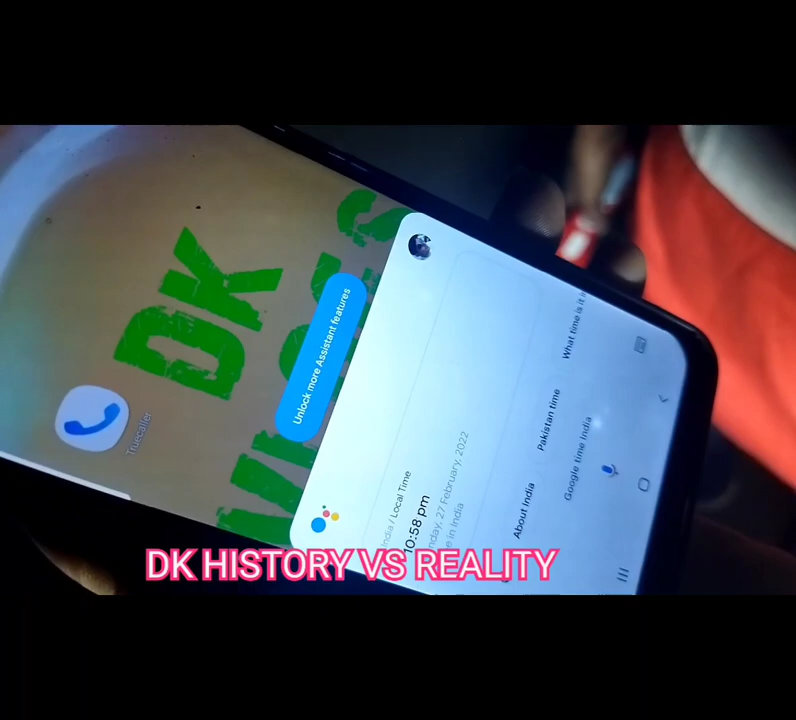 DK
Truecaller
Unlock more Assistant features
India / Local Time
10:58 pm
27 February, 2022
in India
About India
Pakistan time
Google time India
What time is it in
DK HISTORY VS REALITY